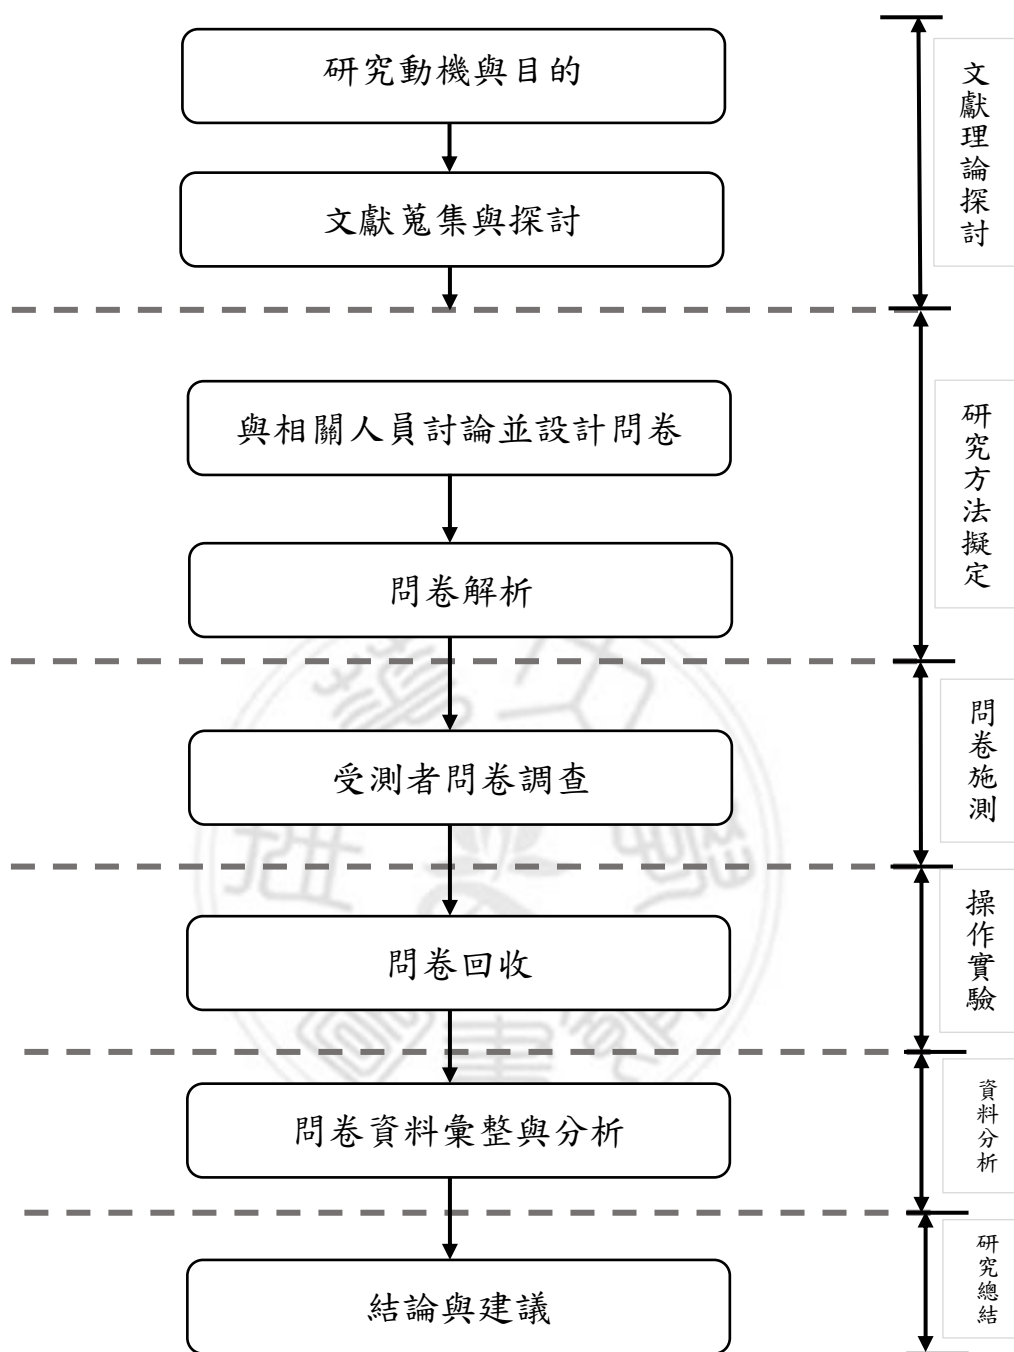 研究動機與目的
文獻蒐集與探討
文獻理論探討
與相關人員討論並設計問卷
問卷解析
研究方法擬定
受測者問卷調查
問卷施測
問卷回收
操作實驗
問卷資料彙整與分析
資料分析
結論與建議
研究總結